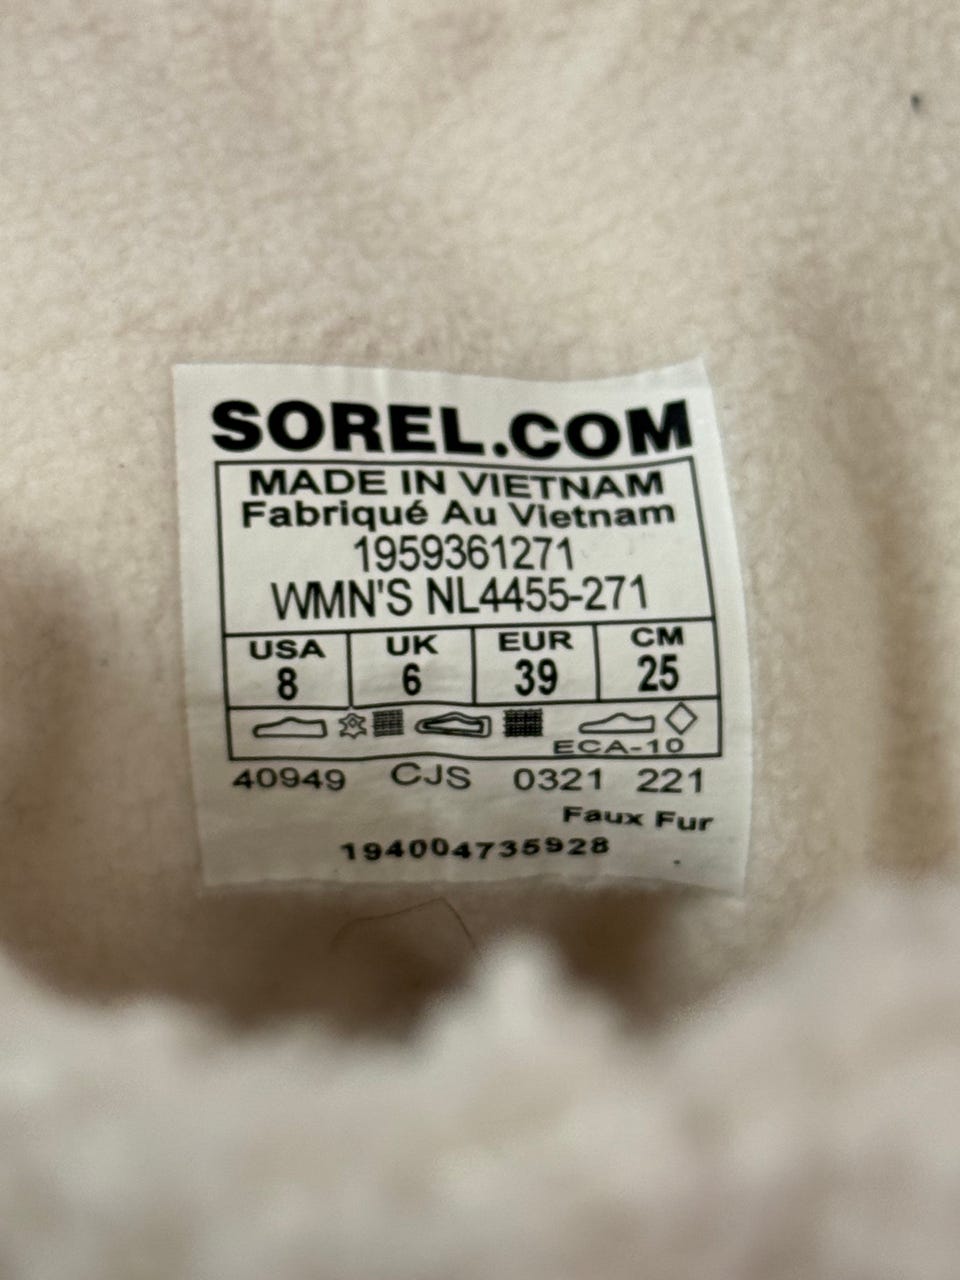 SOREL.COM
MADE IN VIETNAM
Fabriqué Au Vietnam
1959361271
WMN'S NL4455-271
USA UK EUR CM
8 6 39 25
ECA-10
40949 CJS 0321 221
Faux Fur
194004735928